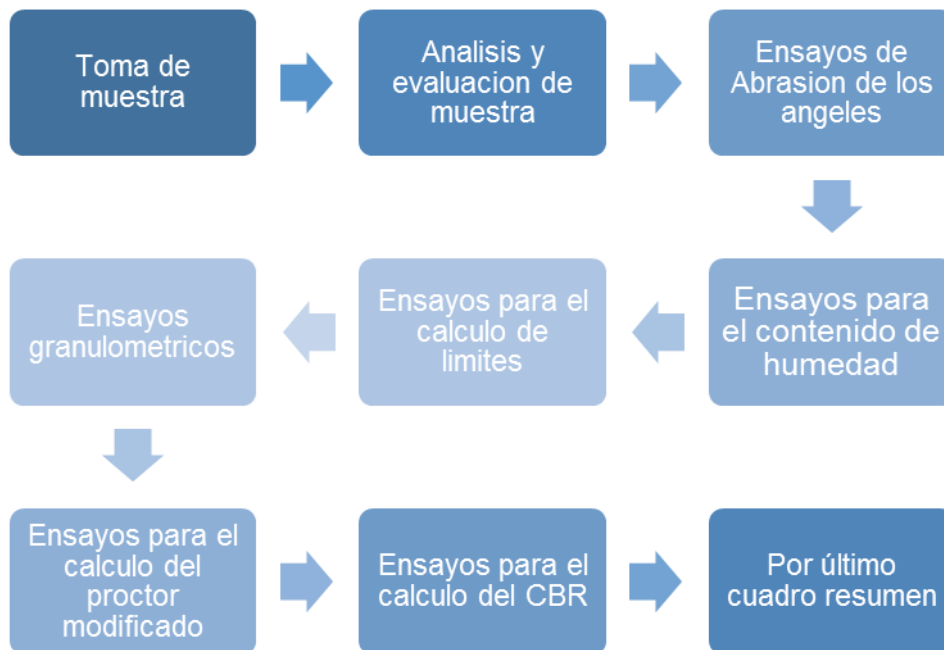 Toma de
muestra
Analisis y
evaluacion de
muestra
Ensayos de
Abrasion de los
angeles
Ensayos para
el contenido de
humedad
Ensayos para el
calculo de
limites
Ensayos
granulometricos
Ensayos para el
calculo del
proctor
modificado
Ensayos para el
calculo del CBR
Por último
cuadro resumen